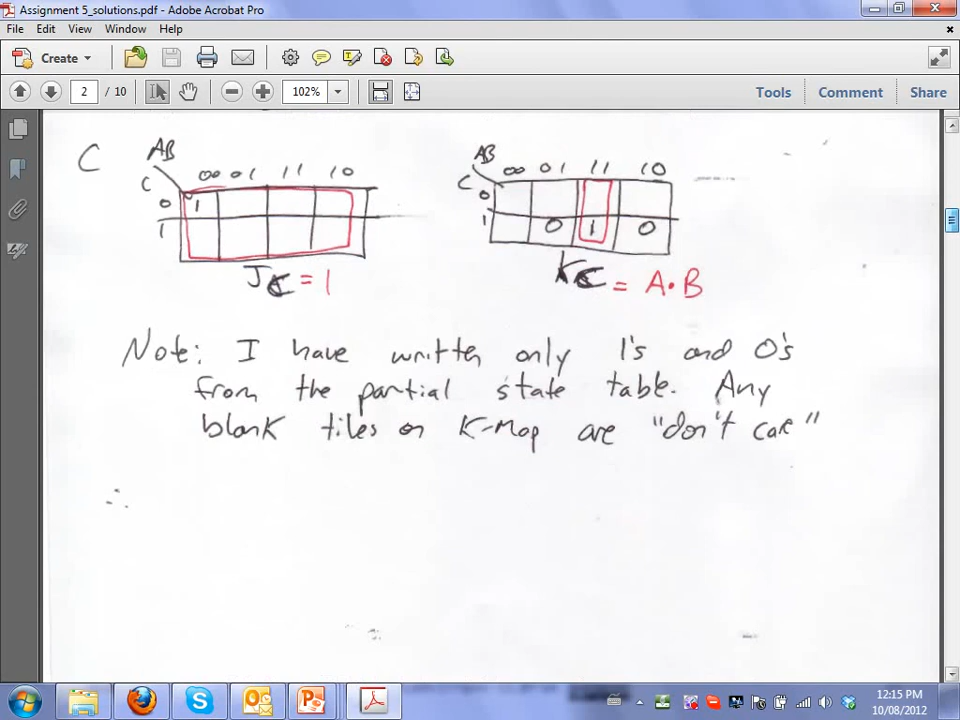 Assignment 5_solutions.pdf - Adobe Acrobat Pro
File Edit View Window Help
Create
2 / 10 102% Tools Comment Share
C
AB
C 00 01 11 10
0 1
1
J_C = 1
AB
C 00 01 11 10
0
1 0 1 0
K_C = A·B
Note: I have written only 1's and 0's
from the partial state table. Any
blank tiles on K-Map are "don't care"
∴
12:15 PM
10/08/2012